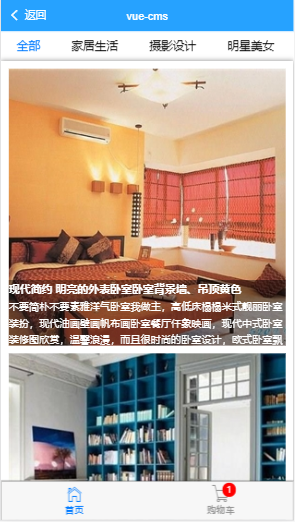 返回
vue-cms
全部 家居生活 摄影设计 明星美女
现代简约 明亮的外表卧室卧室背景墙、吊顶黄色
不要简朴不要素雅洋气卧室我做主，高低床榻榻米式靓丽卧室
装扮，现代油画壁画帆布画卧室餐厅仟象映画，现代中式卧室
装修图欣赏，温馨浪漫，而且很时尚的卧室设计，欧式卧室飘
1
首页 购物车